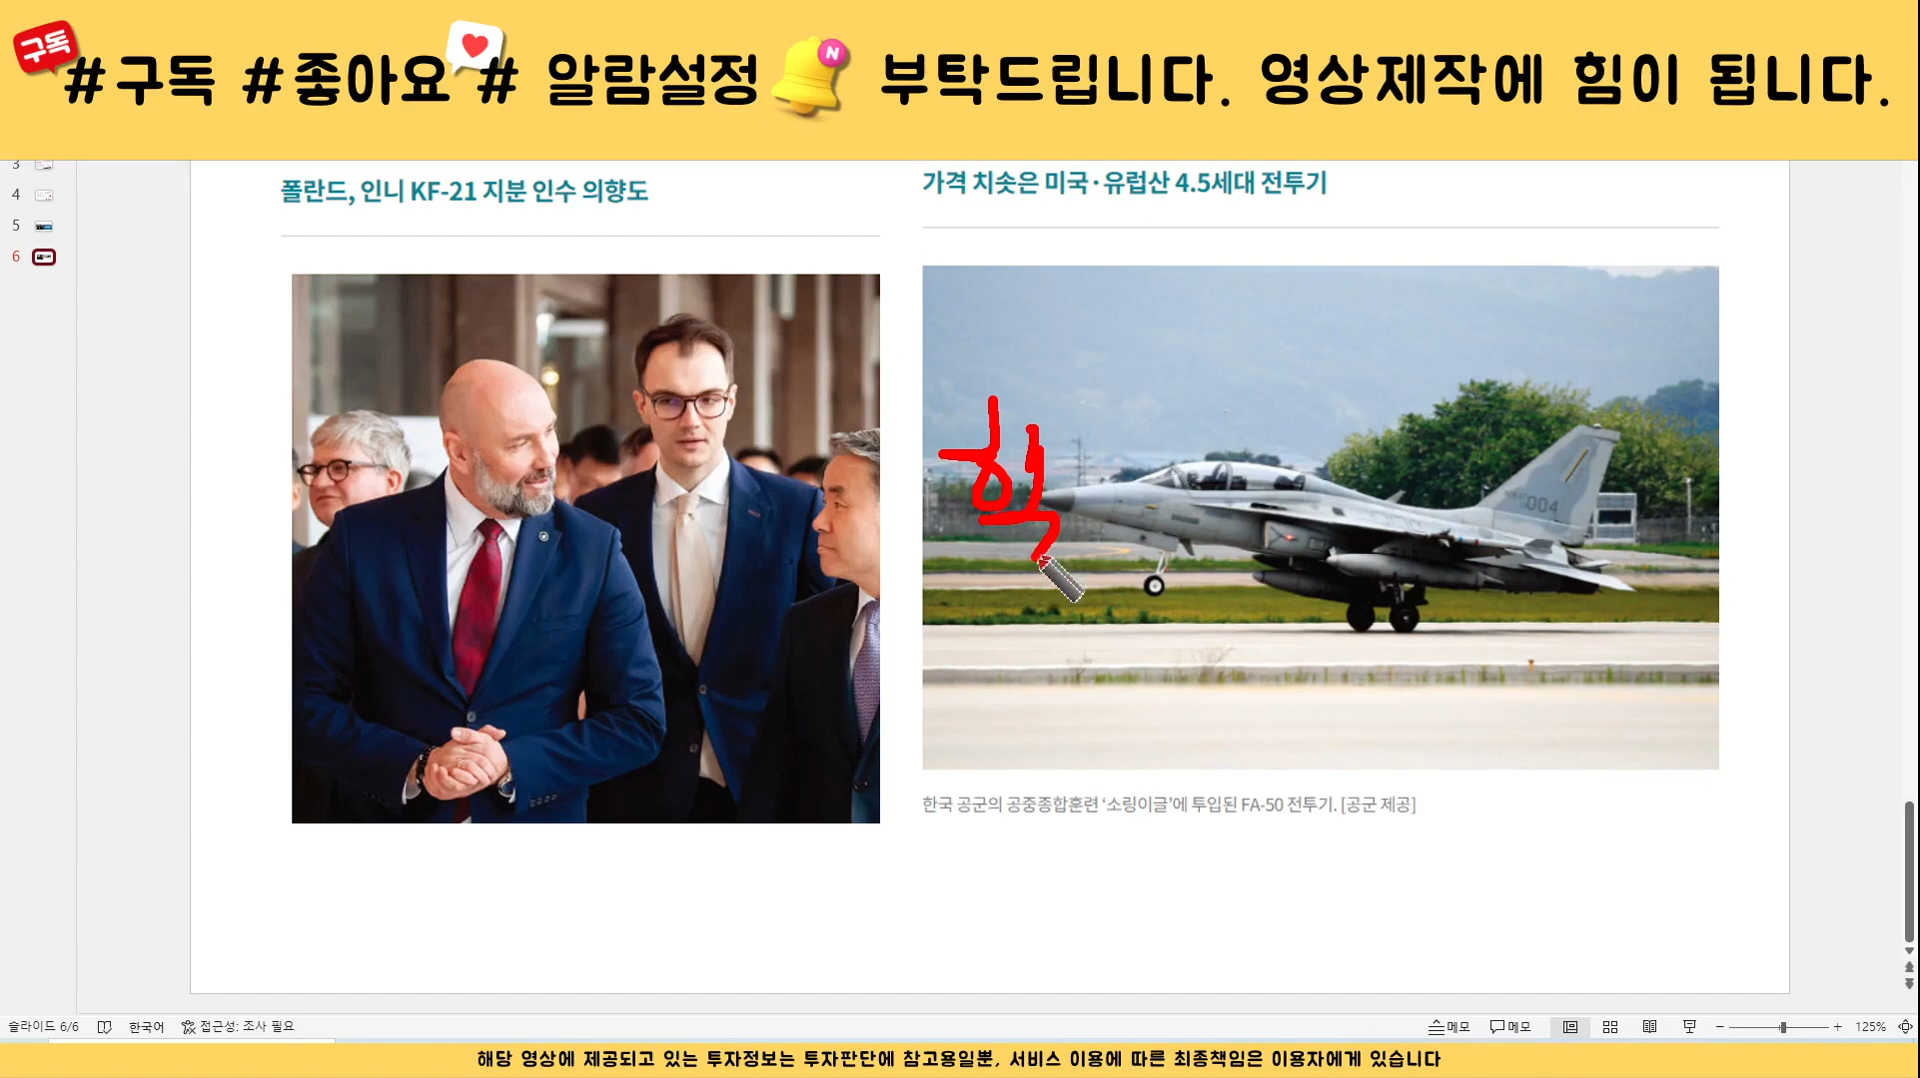 구독
#구독 #좋아요 # 알람설정 N 부탁드립니다. 영상제작에 힘이 됩니다.
3
4
5
6
폴란드, 인니 KF-21 지분 인수 의향도
가격 치솟은 미국·유럽산 4.5세대 전투기
핵
004
한국 공군의 공중종합훈련 ‘소링이글’에 투입된 FA-50 전투기. [공군 제공]
슬라이드 6/6 한국어 접근성: 조사 필요 메모 메모 125%
해당 영상에 제공되고 있는 투자정보는 투자판단에 참고용일뿐, 서비스 이용에 따른 최종책임은 이용자에게 있습니다